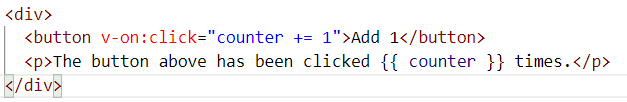 <div>
  <button v-on:click="counter += 1">Add 1</button>
  <p>The button above has been clicked {{ counter }} times.</p>
</div>